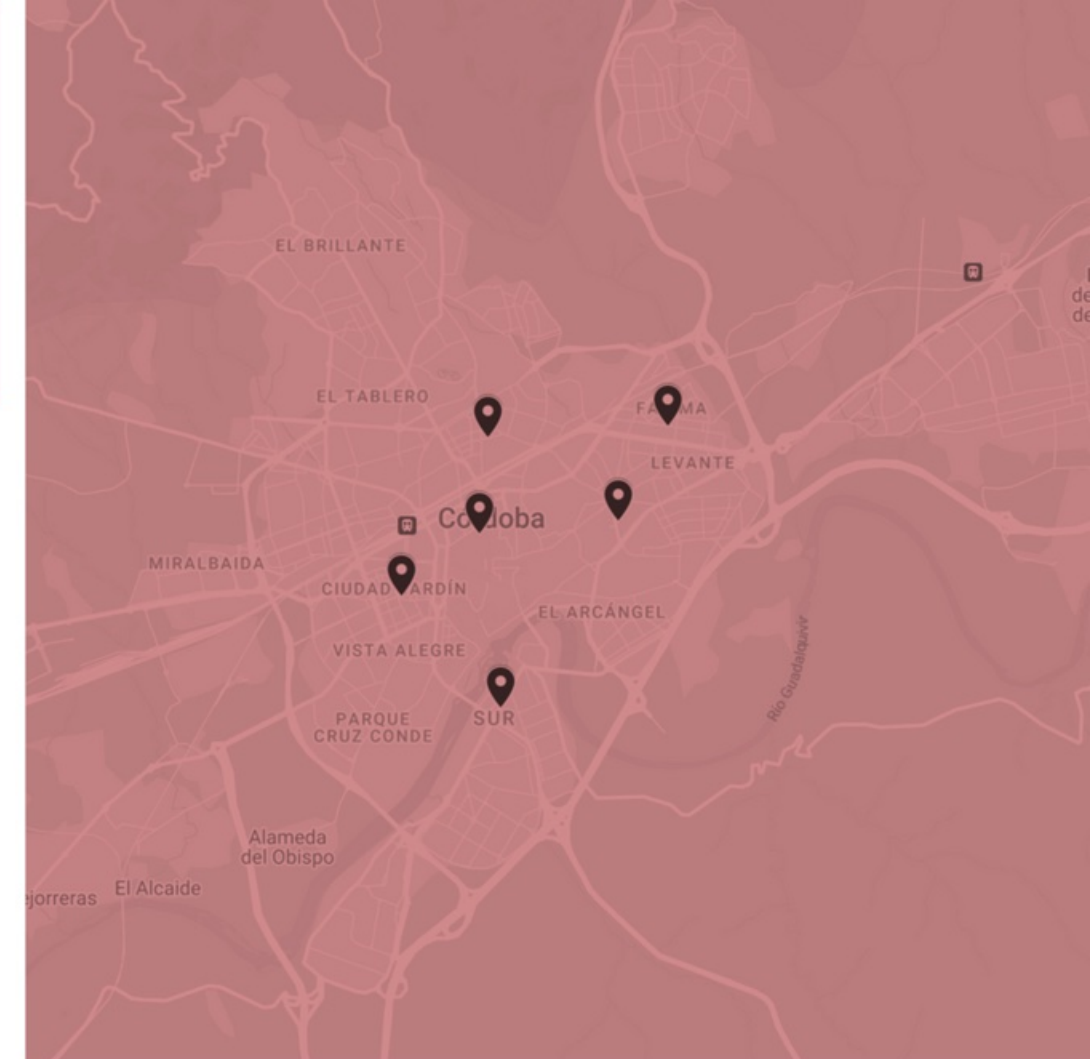 EL BRILLANTE
EL TABLERO
LEVANTE
MIRALBAIDA
EL ARCÁNGEL
VISTA ALEGRE
Río Guadalquivir
SUR
PARQUE
CRUZ CONDE
Alameda
del Obispo
El Alcaide